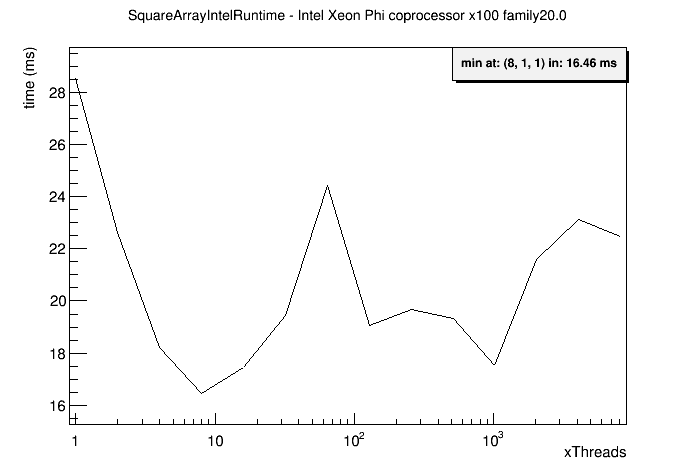 SquareArrayIntelRuntime - Intel Xeon Phi coprocessor x100 family20.0
time (ms)
min at: (8, 1, 1) in: 16.46 ms
28
26
24
22
20
18
16
1 10 10² 10³
xThreads